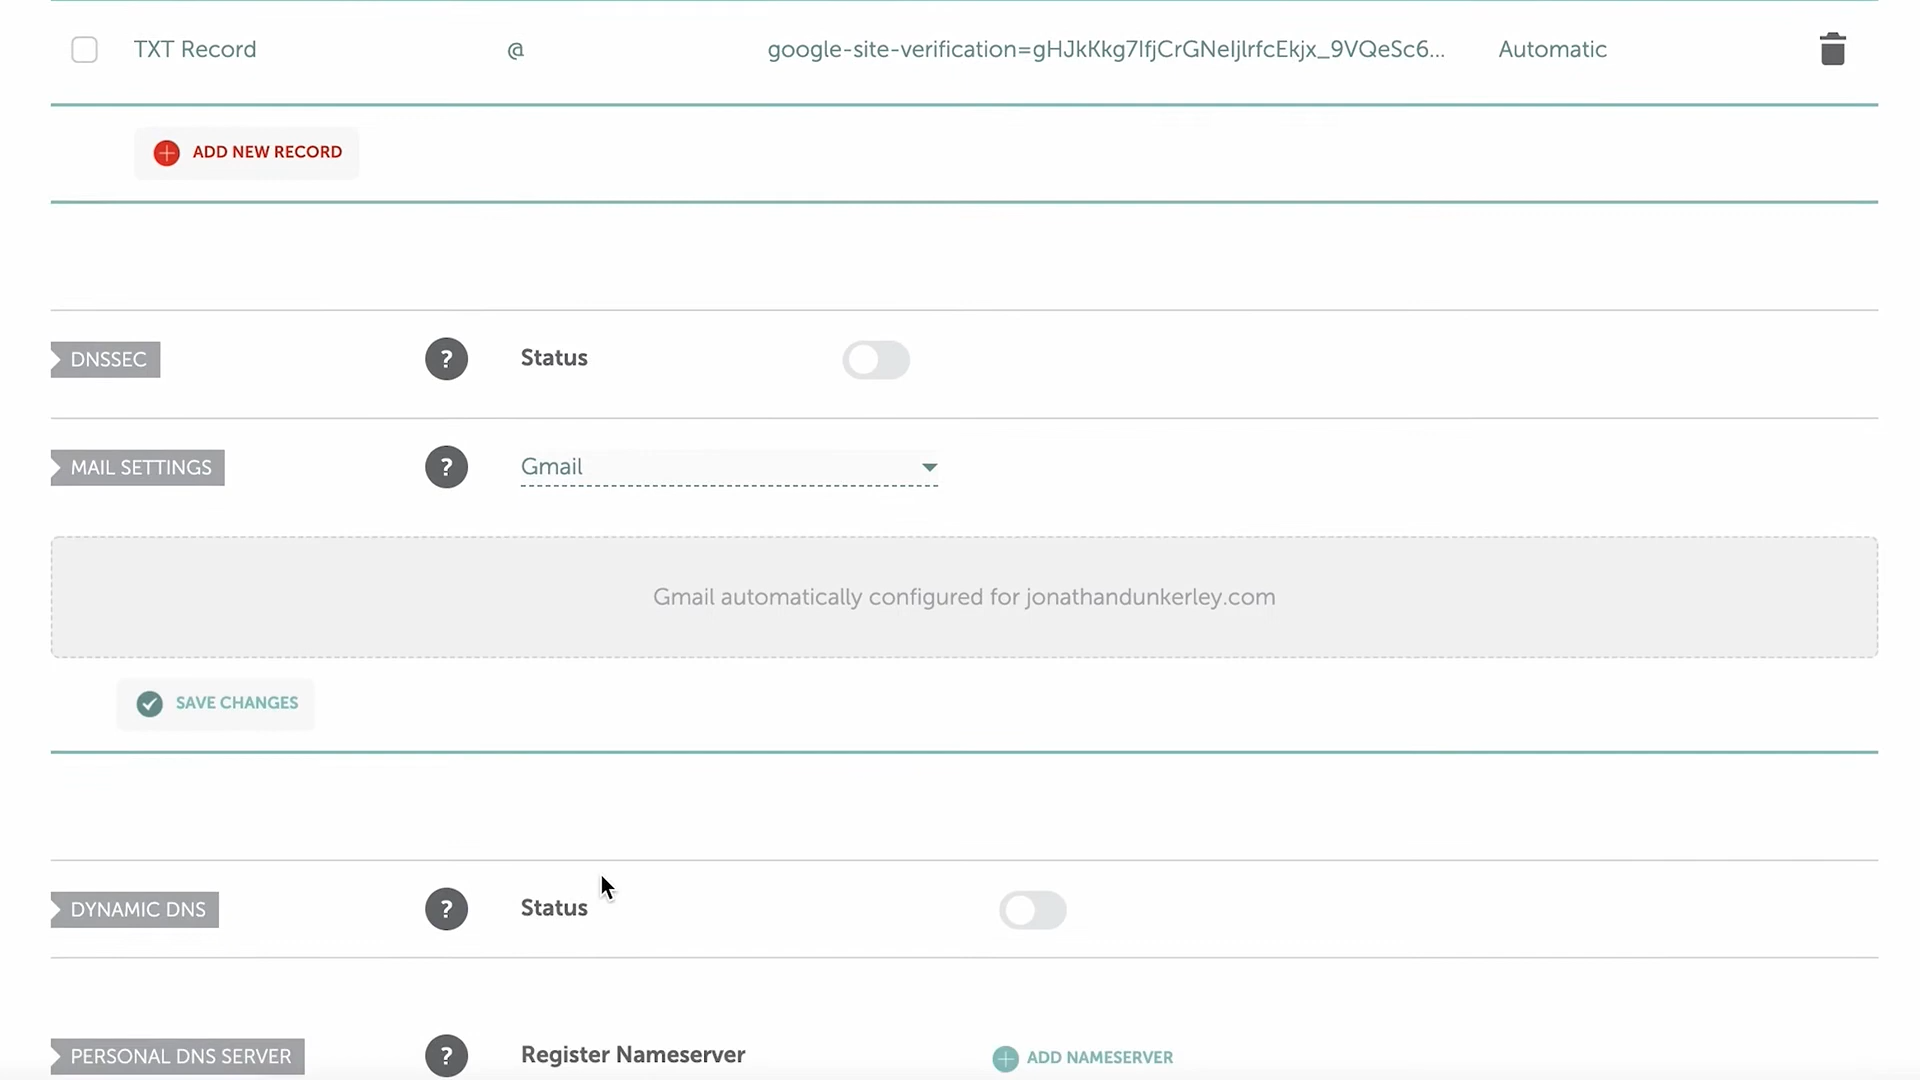 TXT Record @ google-site-verification=gHJkKkg7IfjCrGNeIjlrfcEkjx_9VQeSc6... Automatic
ADD NEW RECORD
DNSSEC ? Status
MAIL SETTINGS ? Gmail
Gmail automatically configured for jonathandunkerley.com
SAVE CHANGES
DYNAMIC DNS ? Status
PERSONAL DNS SERVER ? Register Nameserver ADD NAMESERVER